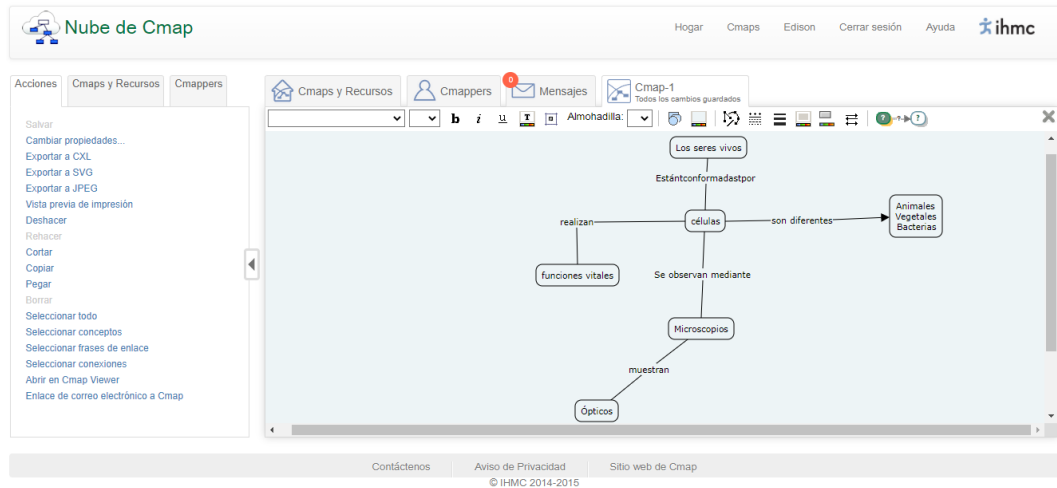 Nube de Cmap
Hogar Cmaps Edison Cerrar sesión Ayuda ihmc
Acciones Cmaps y Recursos Cmappers
Cmaps y Recursos Cmappers 0 Mensajes Cmap-1
Todos los cambios guardados
b i u T a Almohadilla:
Salvar
Cambiar propiedades...
Exportar a CXL
Exportar a SVG
Exportar a JPEG
Vista previa de impresión
Deshacer
Rehacer
Cortar
Copiar
Pegar
Borrar
Seleccionar todo
Seleccionar conceptos
Seleccionar frases de enlace
Seleccionar conexiones
Abrir en Cmap Viewer
Enlace de correo electrónico a Cmap
Los seres vivos
Estántconformadastpor
realizan células son diferentes
Animales
Vegetales
Bacterias
funciones vitales
Se observan mediante
Microscopios
muestran
Ópticos
Contáctenos Aviso de Privacidad Sitio web de Cmap
© IHMC 2014-2015